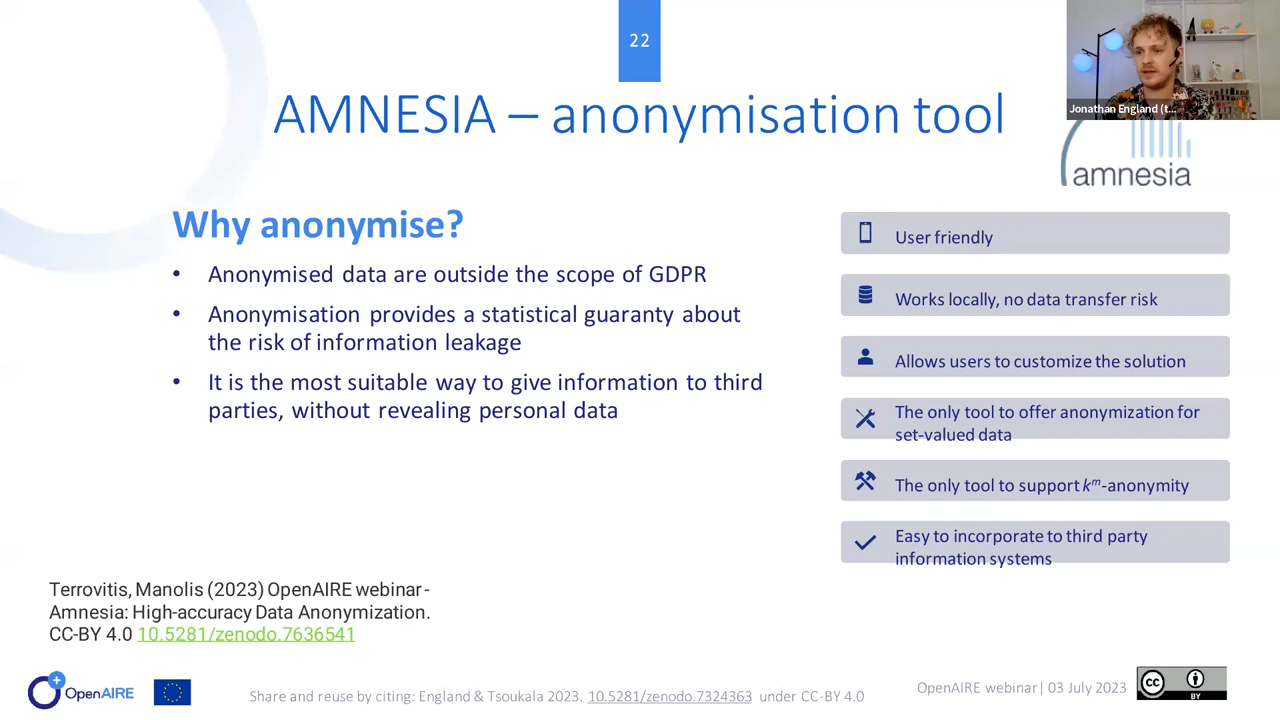 22
Jonathan England (t...
AMNESIA – anonymisation tool
amnesia
Why anonymise?
• Anonymised data are outside the scope of GDPR
• Anonymisation provides a statistical guaranty about
the risk of information leakage
• It is the most suitable way to give information to third
parties, without revealing personal data
User friendly
Works locally, no data transfer risk
Allows users to customize the solution
The only tool to offer anonymization for
set-valued data
The only tool to support kᵐ-anonymity
Easy to incorporate to third party
information systems
Terrovitis, Manolis (2023) OpenAIRE webinar-
Amnesia: High-accuracy Data Anonymization.
CC-BY 4.0 10.5281/zenodo.7636541
OpenAIRE
Share and reuse by citing: England & Tsoukala 2023. 10.5281/zenodo.7324363 under CC-BY 4.0
OpenAIRE webinar| 03 July 2023
cc
BY